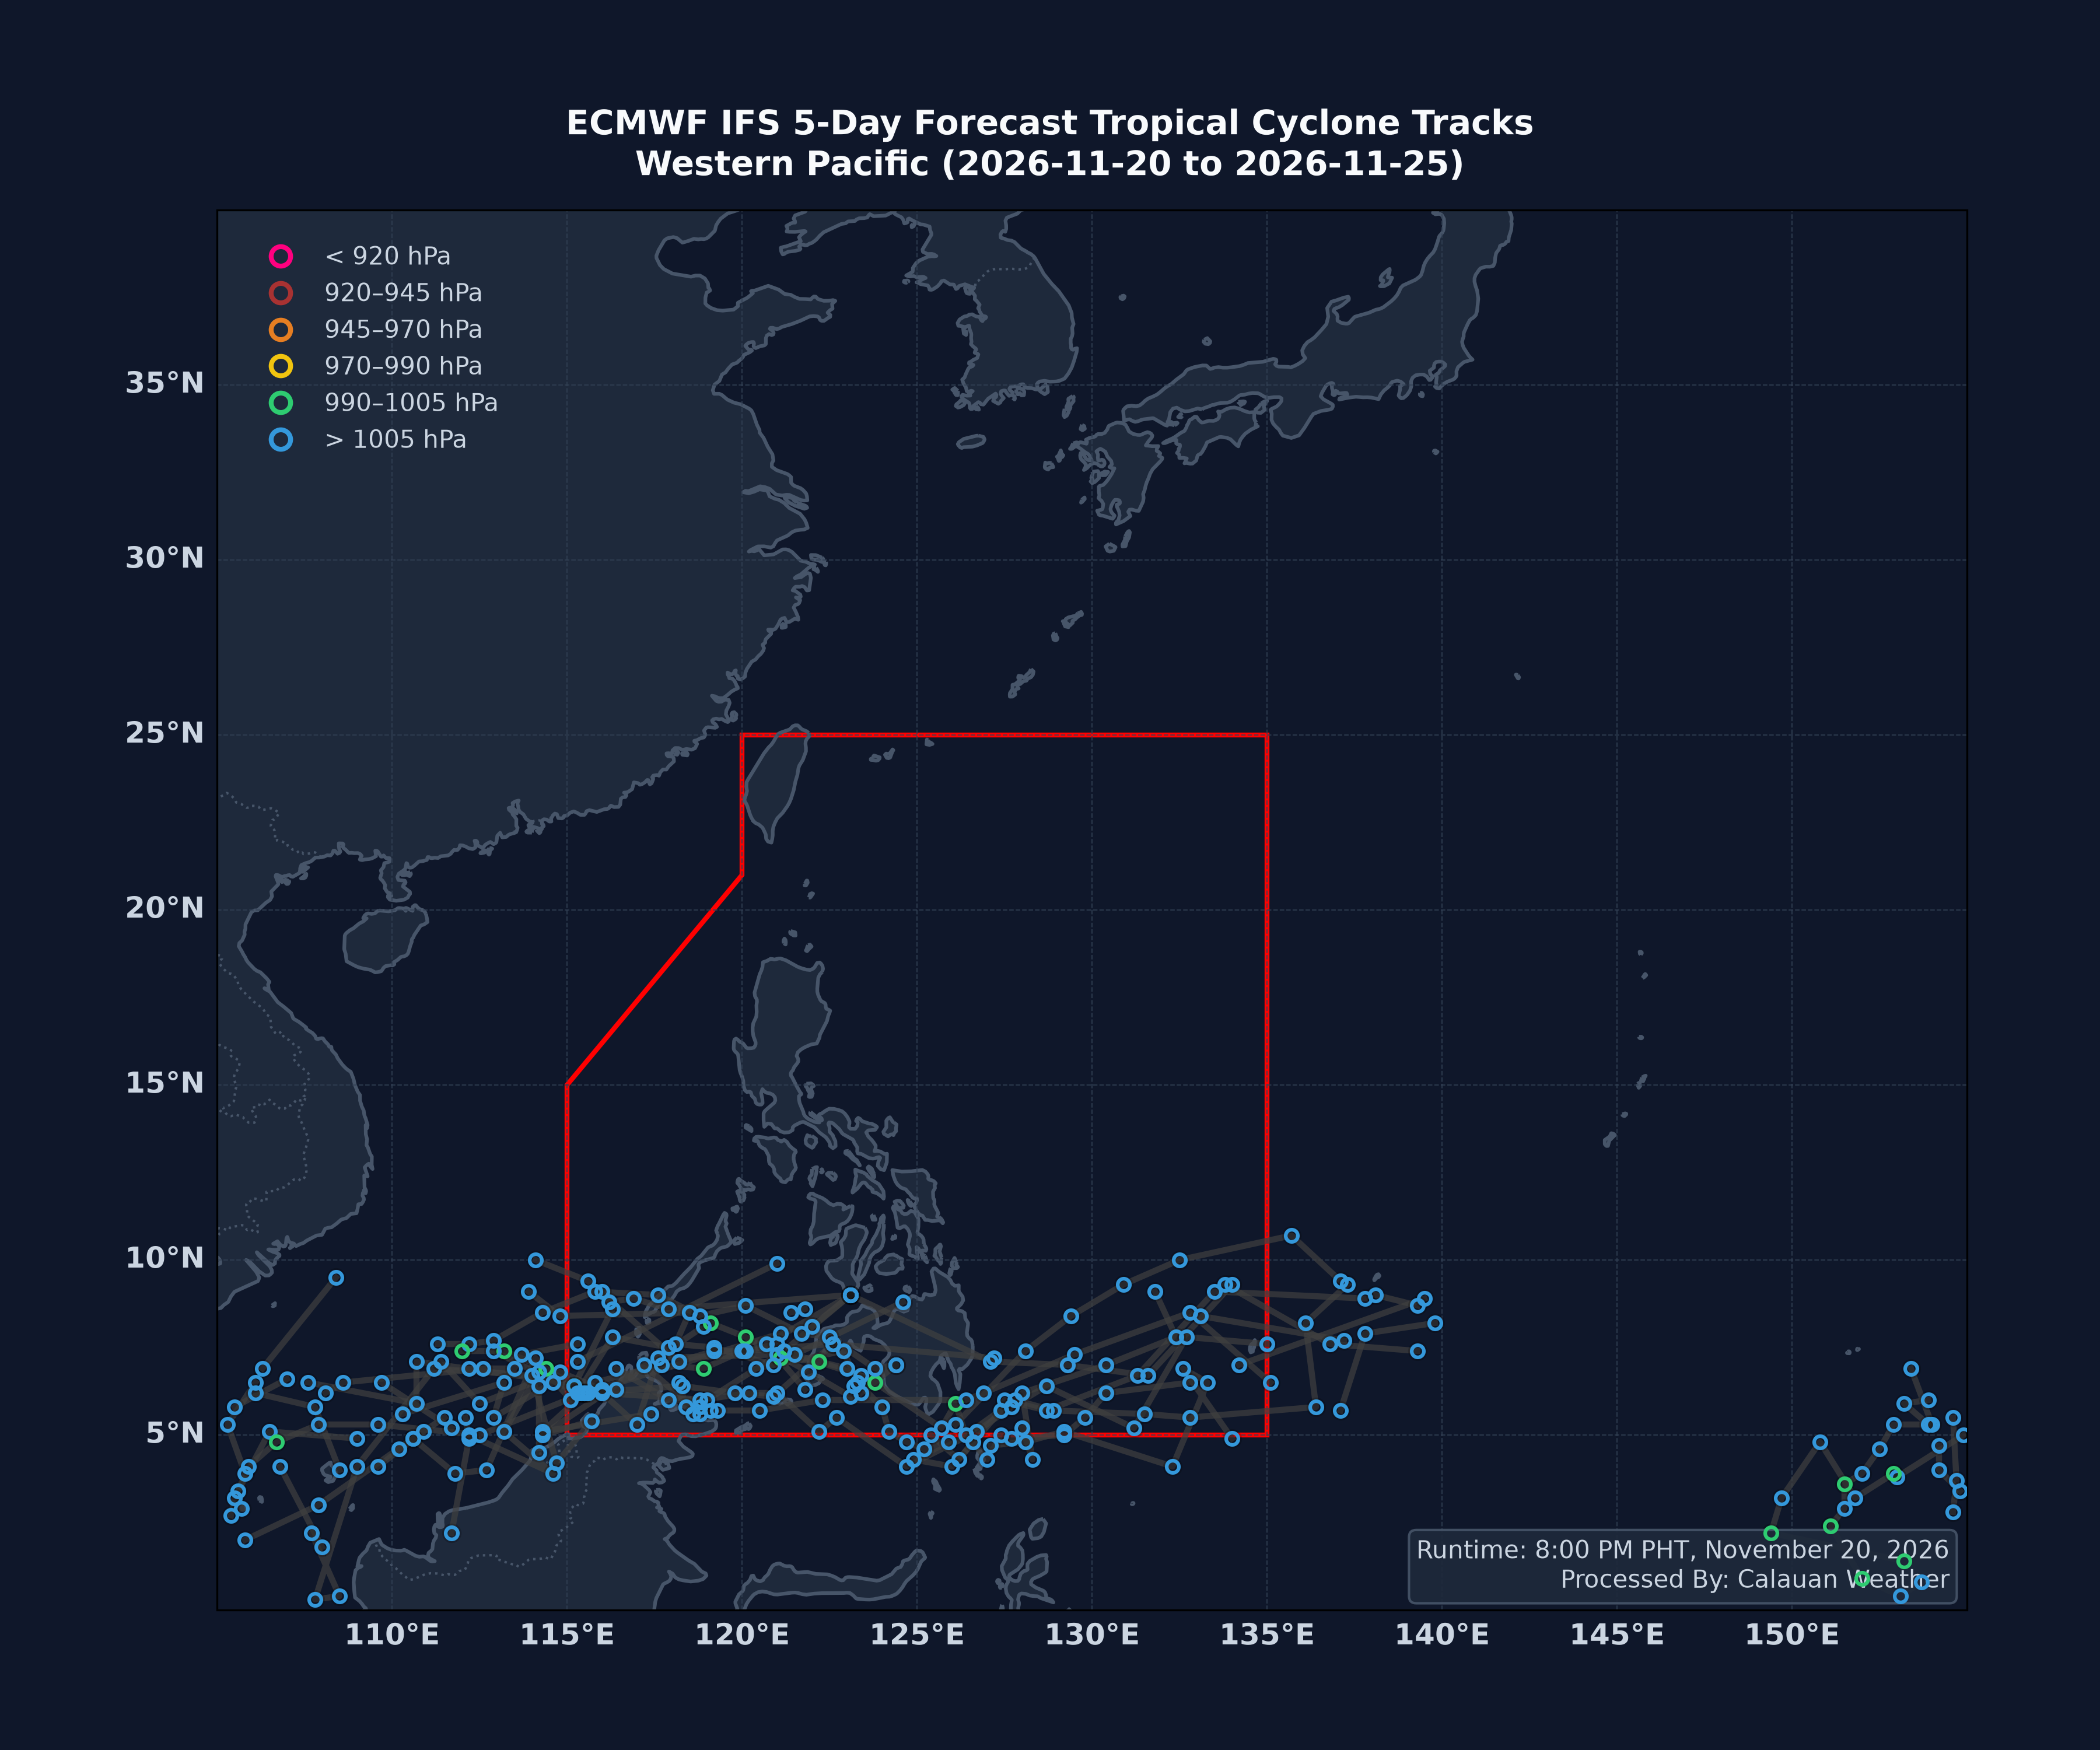 ECMWF IFS 5-Day Forecast Tropical Cyclone Tracks
Western Pacific (2026-11-20 to 2026-11-25)
< 920 hPa
920–945 hPa
945–970 hPa
970–990 hPa
990–1005 hPa
> 1005 hPa
35°N
30°N
25°N
20°N
15°N
10°N
5°N
Runtime: 8:00 PM PHT, November 20, 2026
Processed By: Calauan Weather
110°E
115°E
120°E
125°E
130°E
135°E
140°E
145°E
150°E